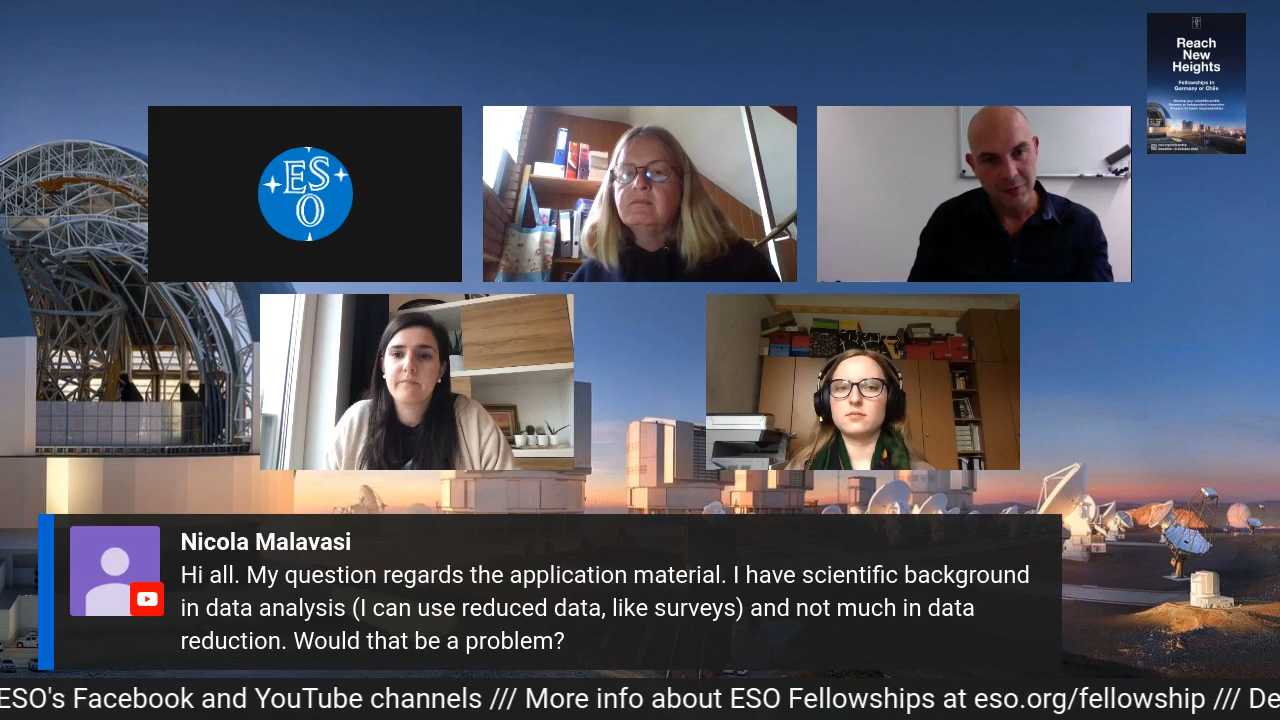 Reach
New
Heights
Fellowships in
Germany or Chile
ESO
Nicola Malavasi
Hi all. My question regards the application material. I have scientific background
in data analysis (I can use reduced data, like surveys) and not much in data
reduction. Would that be a problem?
ESO's Facebook and YouTube channels /// More info about ESO Fellowships at eso.org/fellowship /// De